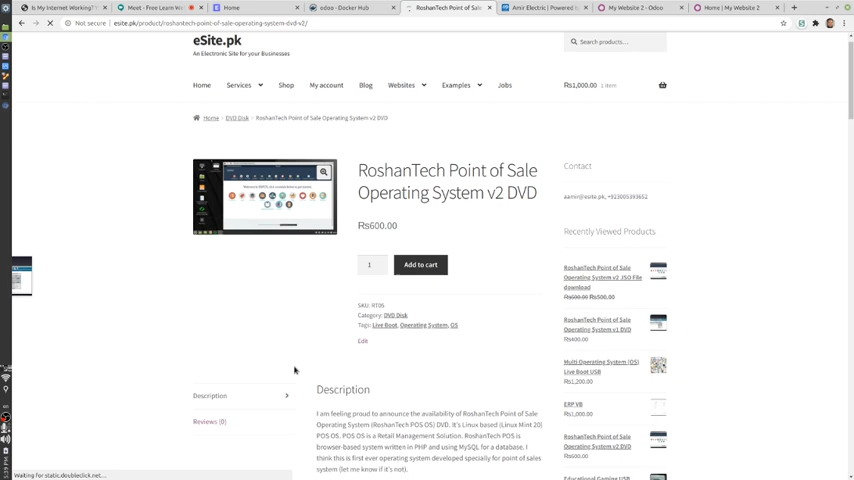 Is My Internet Working?
Meet - Free Learn
Home
odoo - Docker Hub
RoshanTech Point of Sale
Amir Electric | Powered b
My Website 2 - Odoo
Home | My Website 2
Not secure
esite.pk/product/roshantech-point-of-sale-operating-system-dvd-v2/
eSite.pk
An Electronic Site for your Businesses
Search products...
Home
Services
Shop
My account
Blog
Websites
Examples
Jobs
₨1,000.00 1 item
Home
DVD Disk
RoshanTech Point of Sale Operating System v2 DVD
RoshanTech Point of Sale
Operating System v2 DVD
₨600.00
1
Add to cart
SKU: RT05
Category: DVD Disk
Tags: Live Boot, Operating System, OS
Edit
Description
Reviews (0)
Description
I am feeling proud to announce the availability of RoshanTech Point of Sale
Operating System (RoshanTech POS OS) DVD. It's Linux based (Linux Mint 20)
POS OS. POS OS is a Retail Management Solution. RoshanTech POS is
browser-based system written in PHP and using MySQL for a database. I
think this is first ever operating system developed specially for point of sales
system (let me know if it's not).
Contact
aamir@esite.pk, +923005393652
Recently Viewed Products
RoshanTech Point of Sale
Operating System v2 .ISO File
download
₨600.00 ₨500.00
RoshanTech Point of Sale
Operating System v1 DVD
₨400.00
Multi Operating System (OS)
Live Boot USB
₨1,200.00
ERP V8
₨1,000.00
RoshanTech Point of Sale
Operating System v2 DVD
₨600.00
Educational Gaming USB
Waiting for static.doubleclick.net...
5:39 PM